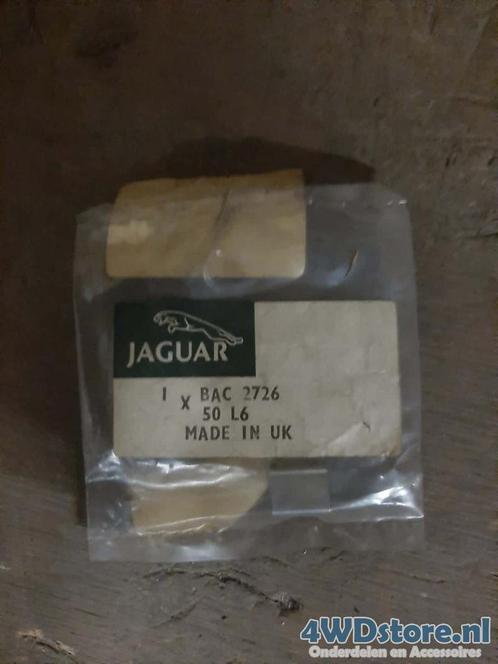 JAGUAR
1 x BAC 2726
50 L6
MADE IN UK
4WDstore.nl
Onderdelen en Accessoires